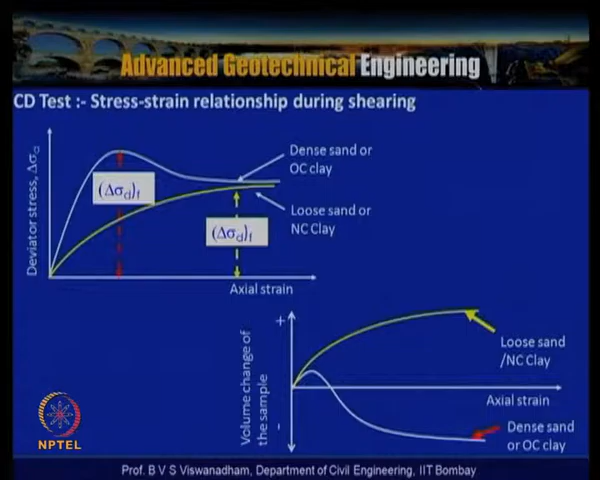 Advanced Geotechnical Engineering
CD Test :- Stress-strain relationship during shearing
Deviator stress, Δσd
(Δσd)f
(Δσd)f
Dense sand or
OC clay
Loose sand or
NC Clay
Axial strain
Volume change of
the sample
+
-
Loose sand
/NC Clay
Axial strain
Dense sand
or OC clay
NPTEL
Prof. B V S Viswanadham, Department of Civil Engineering, IIT Bombay